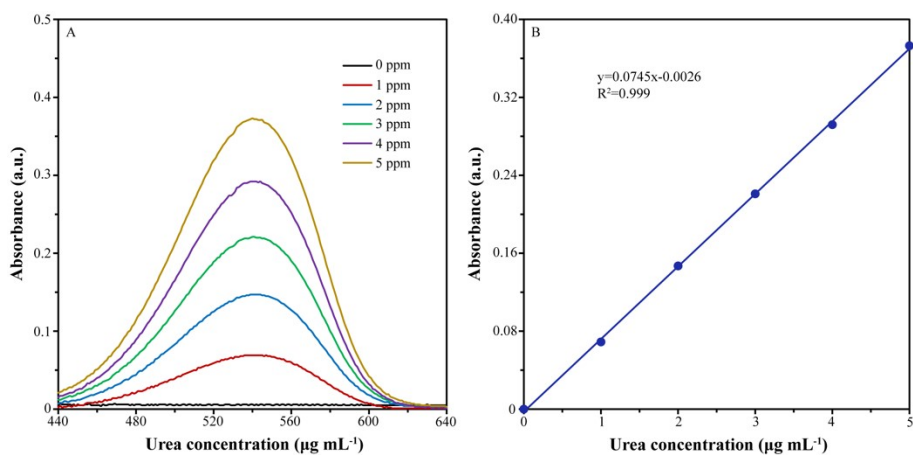 A
0.5
0.4
0.3
0.2
0.1
0
440
480
520
560
600
640
Absorbance (a.u.)
Urea concentration (µg mL⁻¹)
0 ppm
1 ppm
2 ppm
3 ppm
4 ppm
5 ppm
B
0.40
0.32
0.24
0.16
0.08
0
0
1
2
3
4
5
Absorbance (a.u.)
Urea concentration (µg mL⁻¹)
y=0.0745x-0.0026
R²=0.999